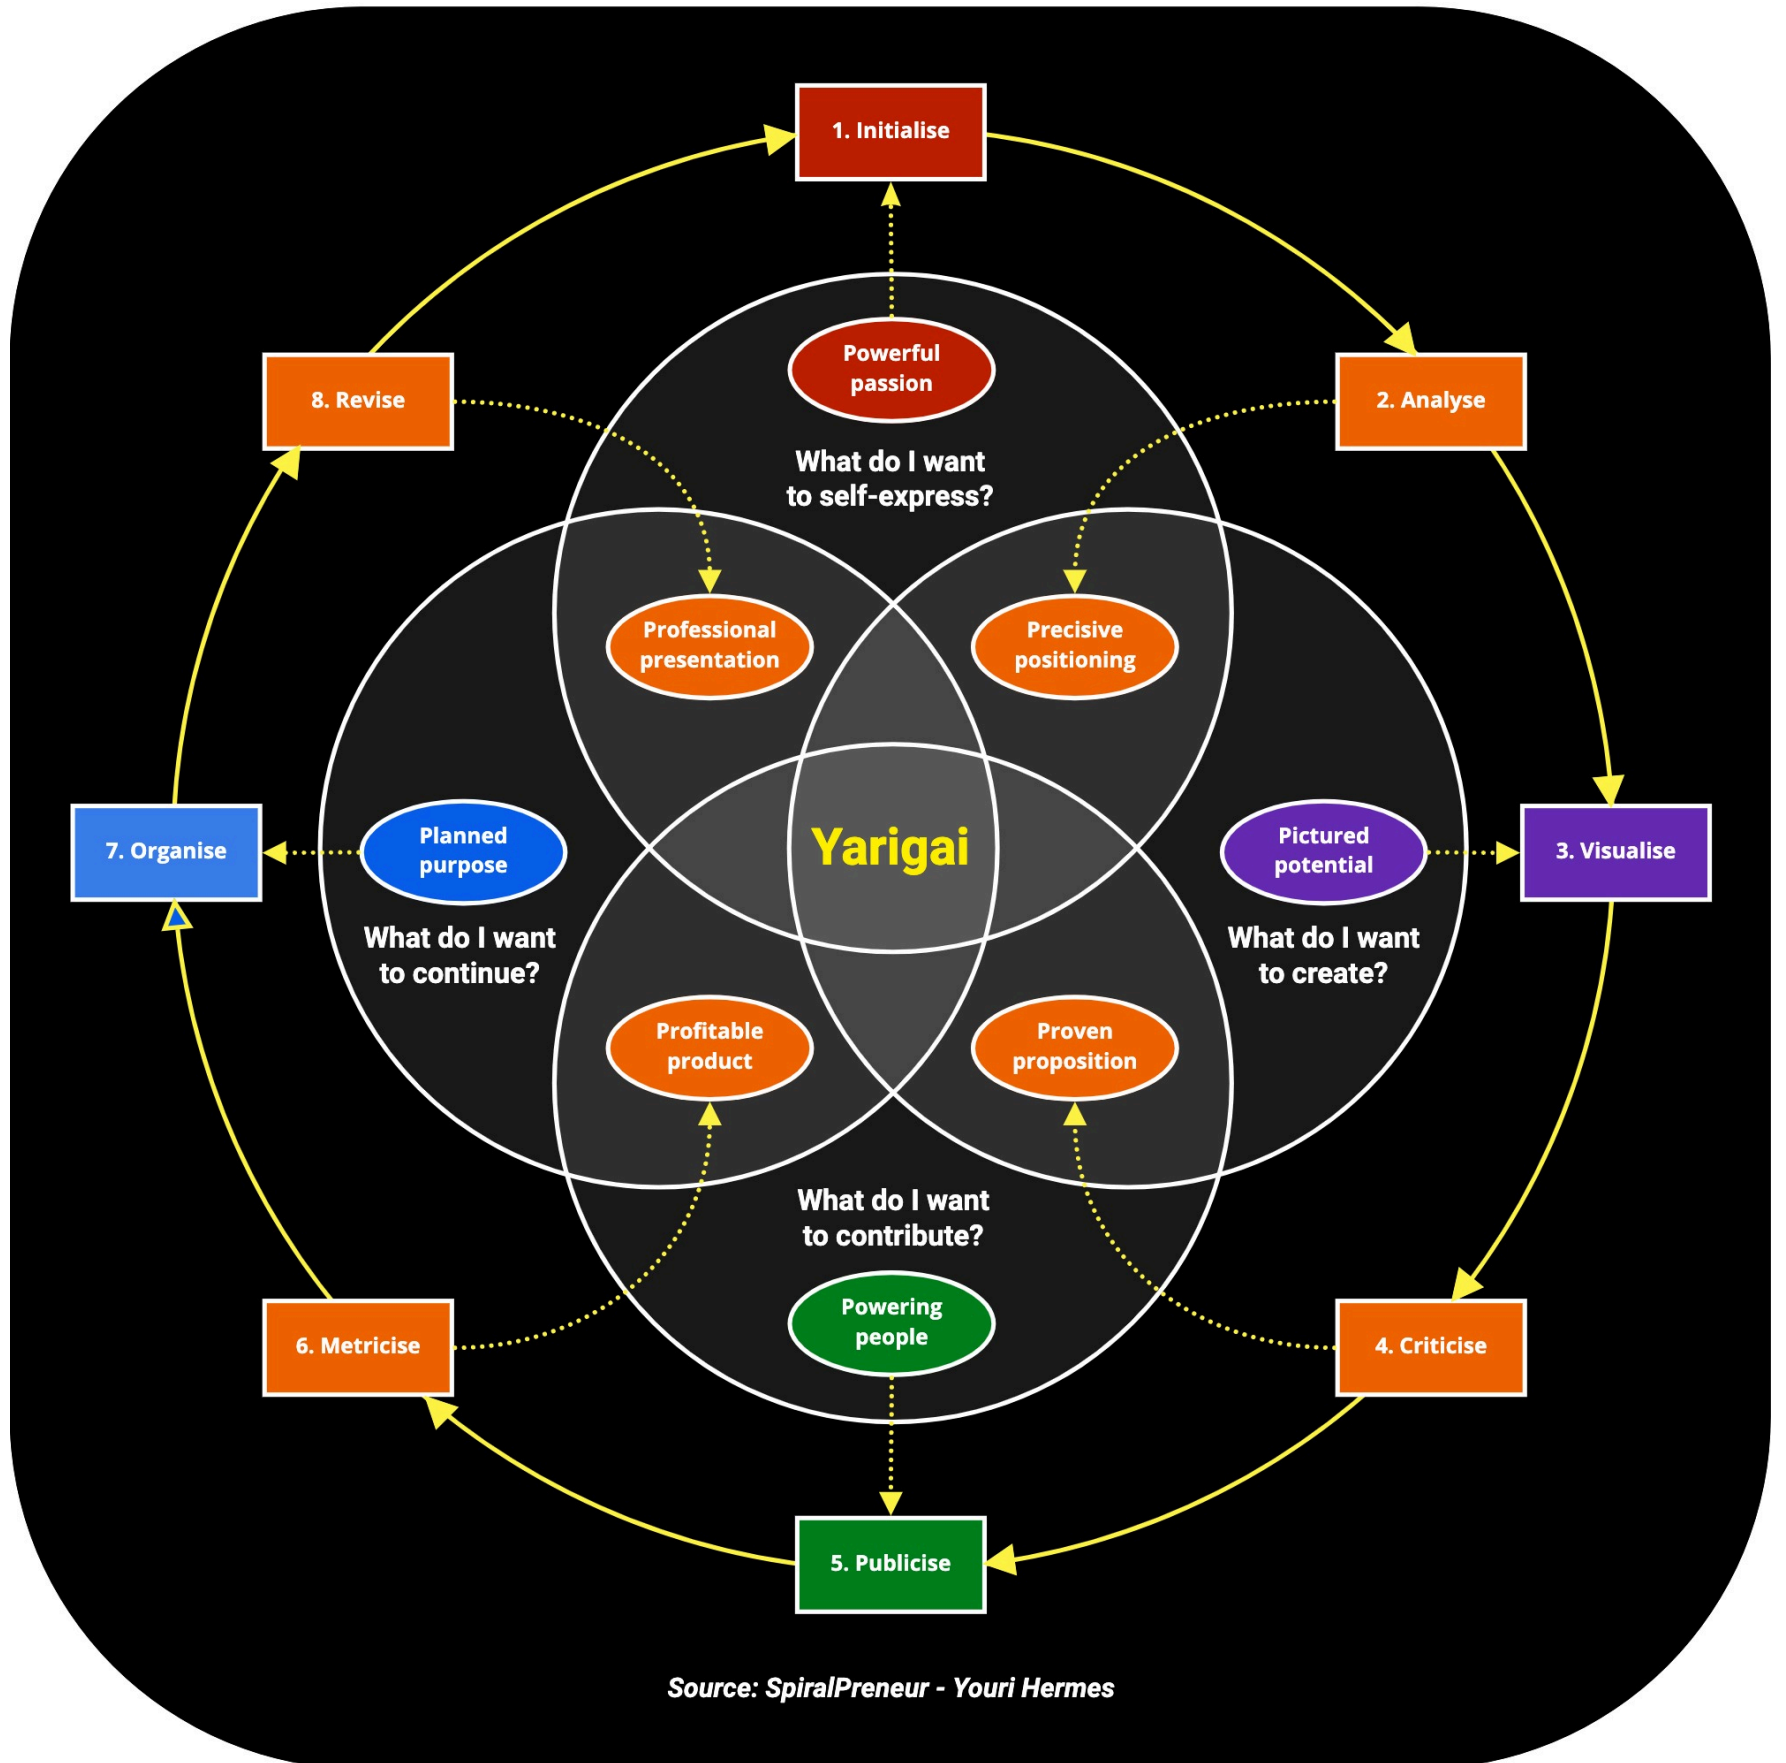 1. Initialise
Powerful
passion
8. Revise
2. Analyse
What do I want
to self-express?
Professional
presentation
Precisive
positioning
7. Organise
Planned
purpose
Yarigai
Pictured
potential
3. Visualise
What do I want
to continue?
What do I want
to create?
Profitable
product
Proven
proposition
What do I want
to contribute?
Powering
people
6. Metricise
4. Criticise
5. Publicise
Source: SpiralPreneur - Youri Hermes